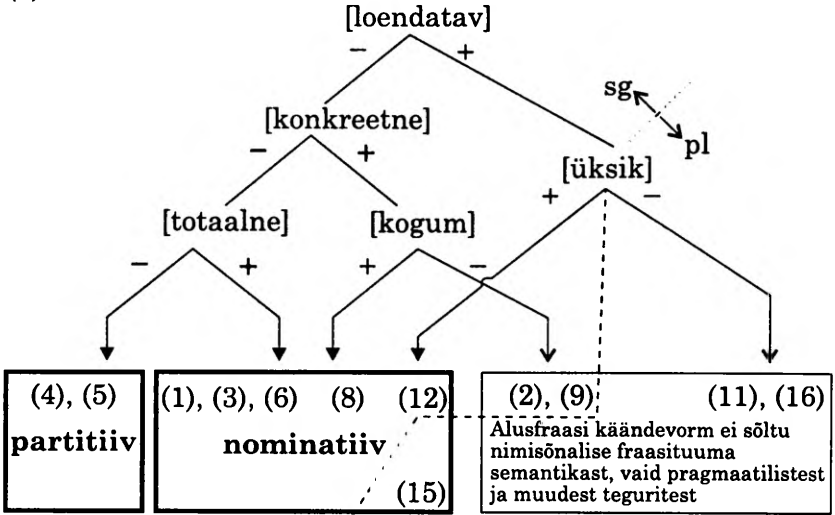 [loendatav]
− +
sg
pl
[konkreetne]
− +
[üksik]
+ −
[totaalne] [kogum]
− + + −
(4), (5) (1), (3), (6) (8) (12) (2), (9) (11), (16)
partitiiv nominatiiv
Alusfraasi käändevorm ei sõltu
nimisõnalise fraasituuma
semantikast, vaid pragmaatilistest
ja muudest teguritest
(15)